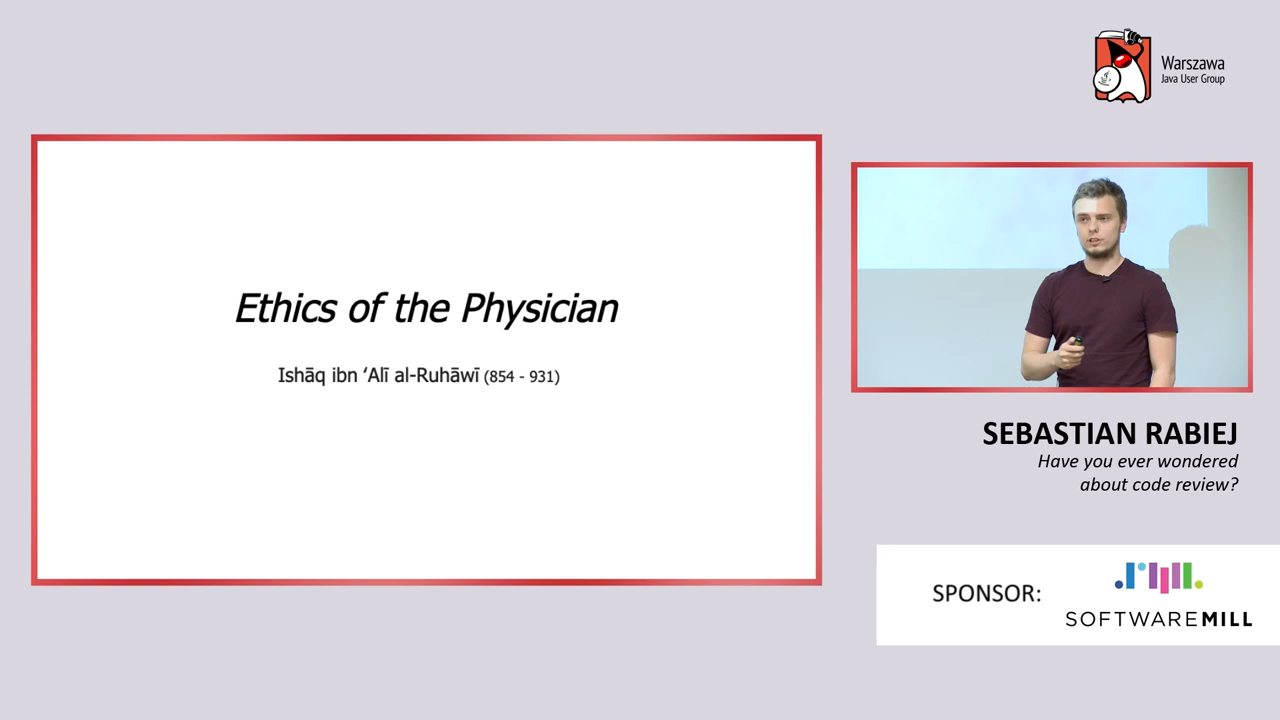 Warszawa
Java User Group
Ethics of the Physician
Ishāq ibn ʻAlī al-Ruhāwī (854 - 931)
SEBASTIAN RABIEJ
Have you ever wondered
about code review?
SPONSOR:
SOFTWAREMILL